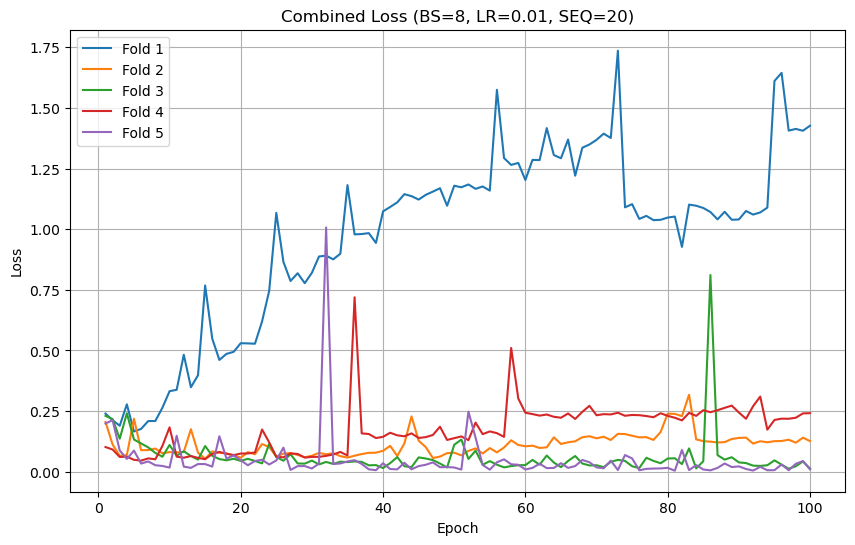 Combined Loss (BS=8, LR=0.01, SEQ=20)
Fold 1
Fold 2
Fold 3
Fold 4
Fold 5
1.75
1.50
1.25
1.00
0.75
0.50
0.25
0.00
Loss
0 20 40 60 80 100
Epoch